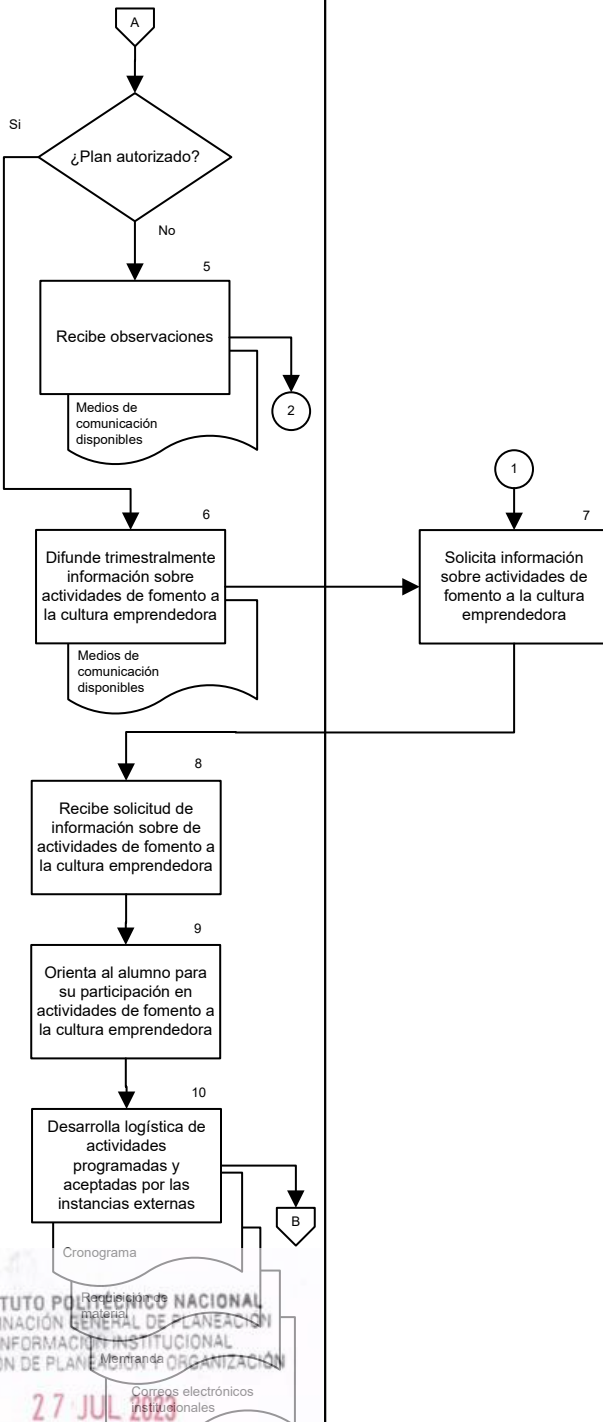 A
Si
¿Plan autorizado?
No
5
Recibe observaciones
Medios de
comunicación
disponibles
2
1
6
Difunde trimestralmente
información sobre
actividades de fomento a
la cultura emprendedora
Medios de
comunicación
disponibles
7
Solicita información
sobre actividades de
fomento a la cultura
emprendedora
8
Recibe solicitud de
información sobre de
actividades de fomento a
la cultura emprendedora
9
Orienta al alumno para
su participación en
actividades de fomento a
la cultura emprendedora
10
Desarrolla logística de
actividades
programadas y
aceptadas por las
instancias externas
B
Cronograma
Requisición de
material
Memranda
Correos electrónicos
institucionales
TUTO POLITÉCNICO NACIONAL
INACIÓN GENERAL DE PLANEACIÓN
NFORMACIÓN INSTITUCIONAL
ÓN DE PLANEACIÓN Y ORGANIZACIÓN
27 JUL 2023